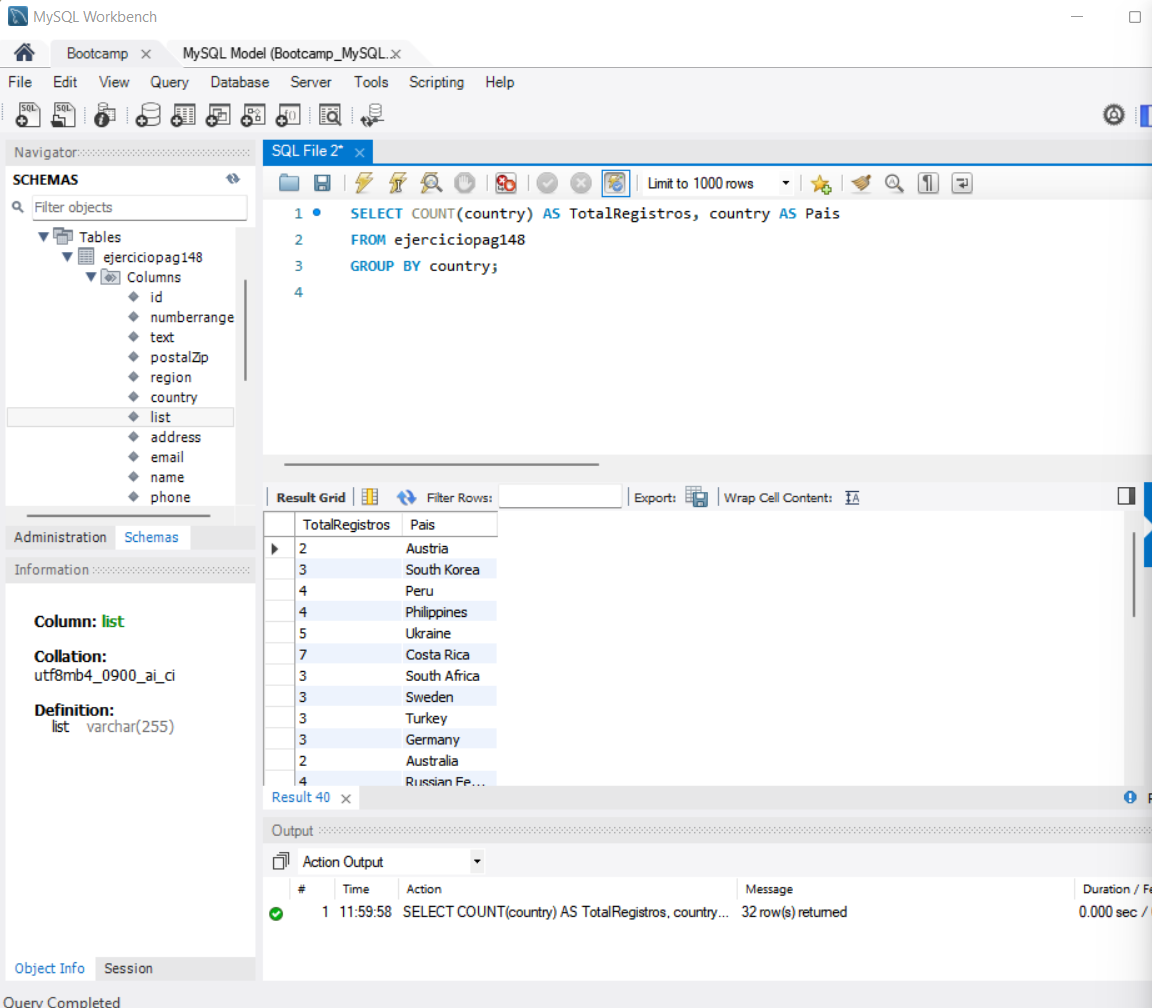 MySQL Workbench
Bootcamp
MySQL Model (Bootcamp_MySQL..
File Edit View Query Database Server Tools Scripting Help
Navigator
SCHEMAS
Filter objects
Tables
ejerciciopag148
Columns
id
numberrange
text
postalZip
region
country
list
address
email
name
phone
Administration Schemas
Information
Column: list
Collation:
utf8mb4_0900_ai_ci
Definition:
list varchar(255)
Object Info Session
SQL File 2*
Limit to 1000 rows
1 SELECT COUNT(country) AS TotalRegistros, country AS Pais
2 FROM ejerciciopag148
3 GROUP BY country;
4
Result Grid Filter Rows: Export: Wrap Cell Content:
TotalRegistros Pais
2 Austria
3 South Korea
4 Peru
4 Philippines
5 Ukraine
7 Costa Rica
3 South Africa
3 Sweden
3 Turkey
3 Germany
2 Australia
4 Russian Fe...
Result 40
Output
Action Output
# Time Action Message Duration / Fe
1 11:59:58 SELECT COUNT(country) AS TotalRegistros, country... 32 row(s) returned 0.000 sec /
Query Completed